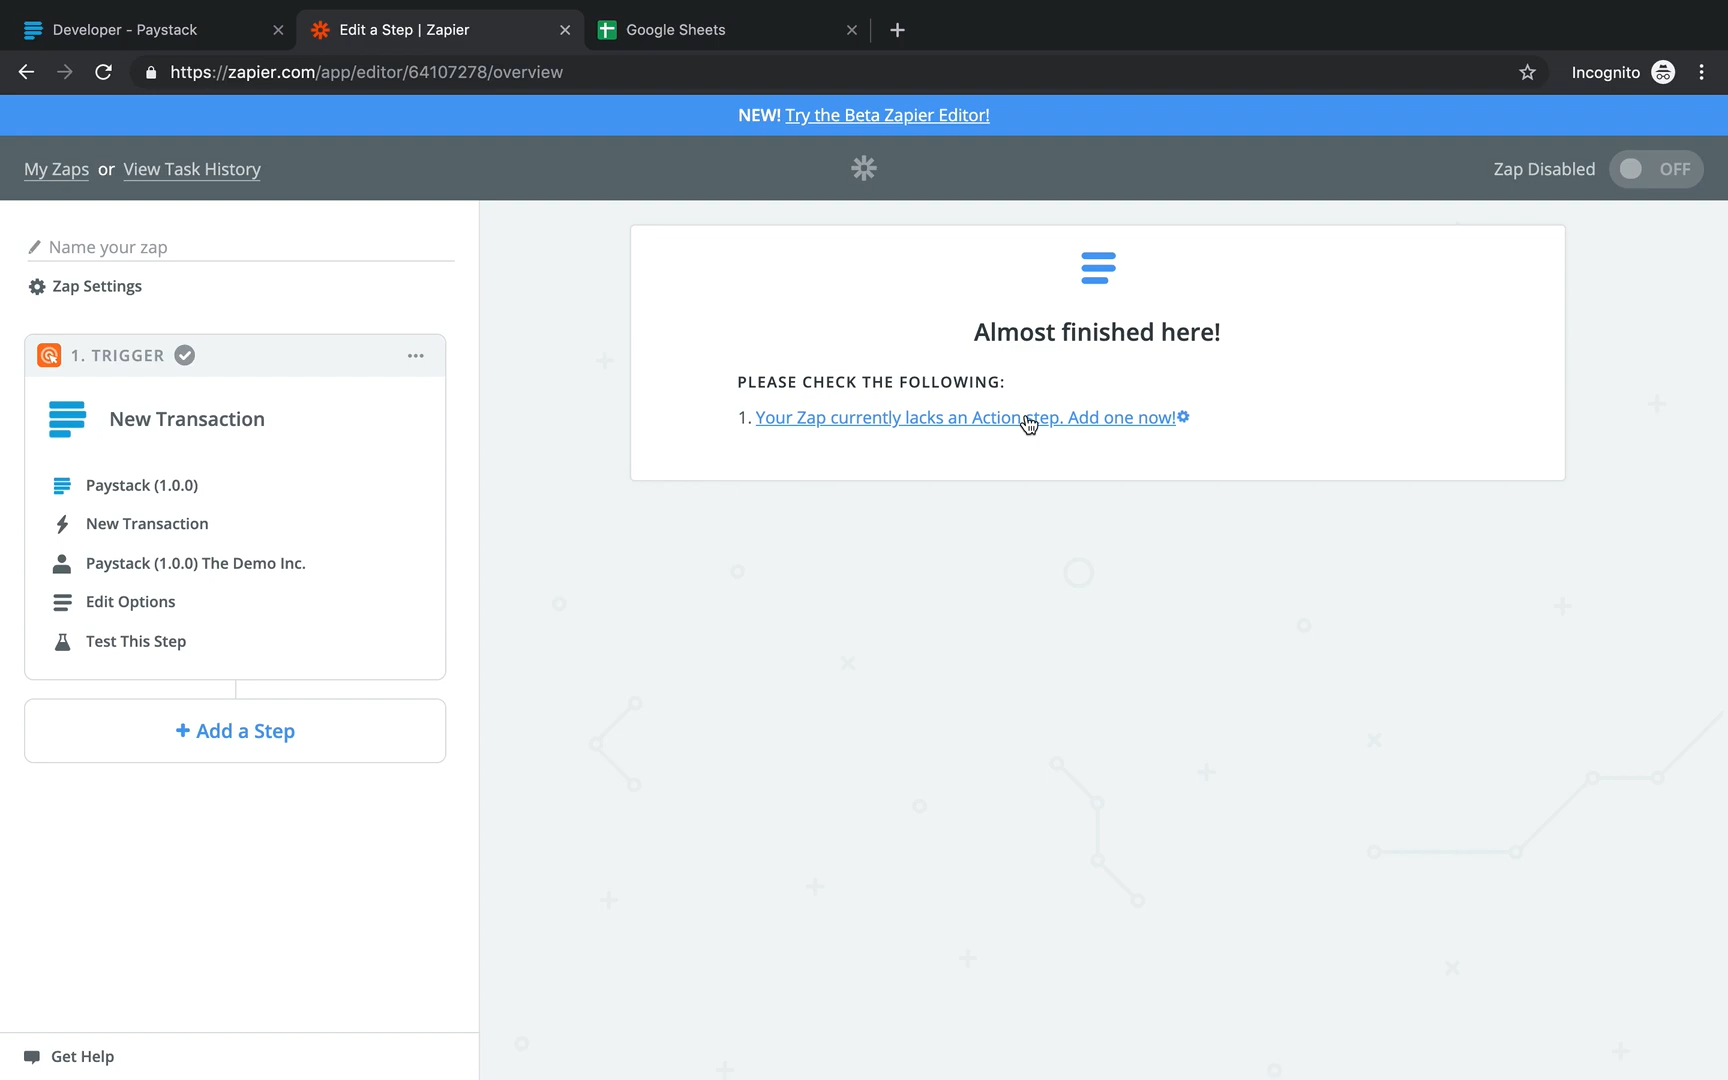 Developer - Paystack
Edit a Step | Zapier
Google Sheets
https://zapier.com/app/editor/64107278/overview
Incognito
NEW! Try the Beta Zapier Editor!
My Zaps or View Task History
Zap Disabled
OFF
Name your zap
Zap Settings
1. TRIGGER
New Transaction
Paystack (1.0.0)
New Transaction
Paystack (1.0.0) The Demo Inc.
Edit Options
Test This Step
+ Add a Step
Get Help
Almost finished here!
PLEASE CHECK THE FOLLOWING:
1. Your Zap currently lacks an Action step. Add one now!